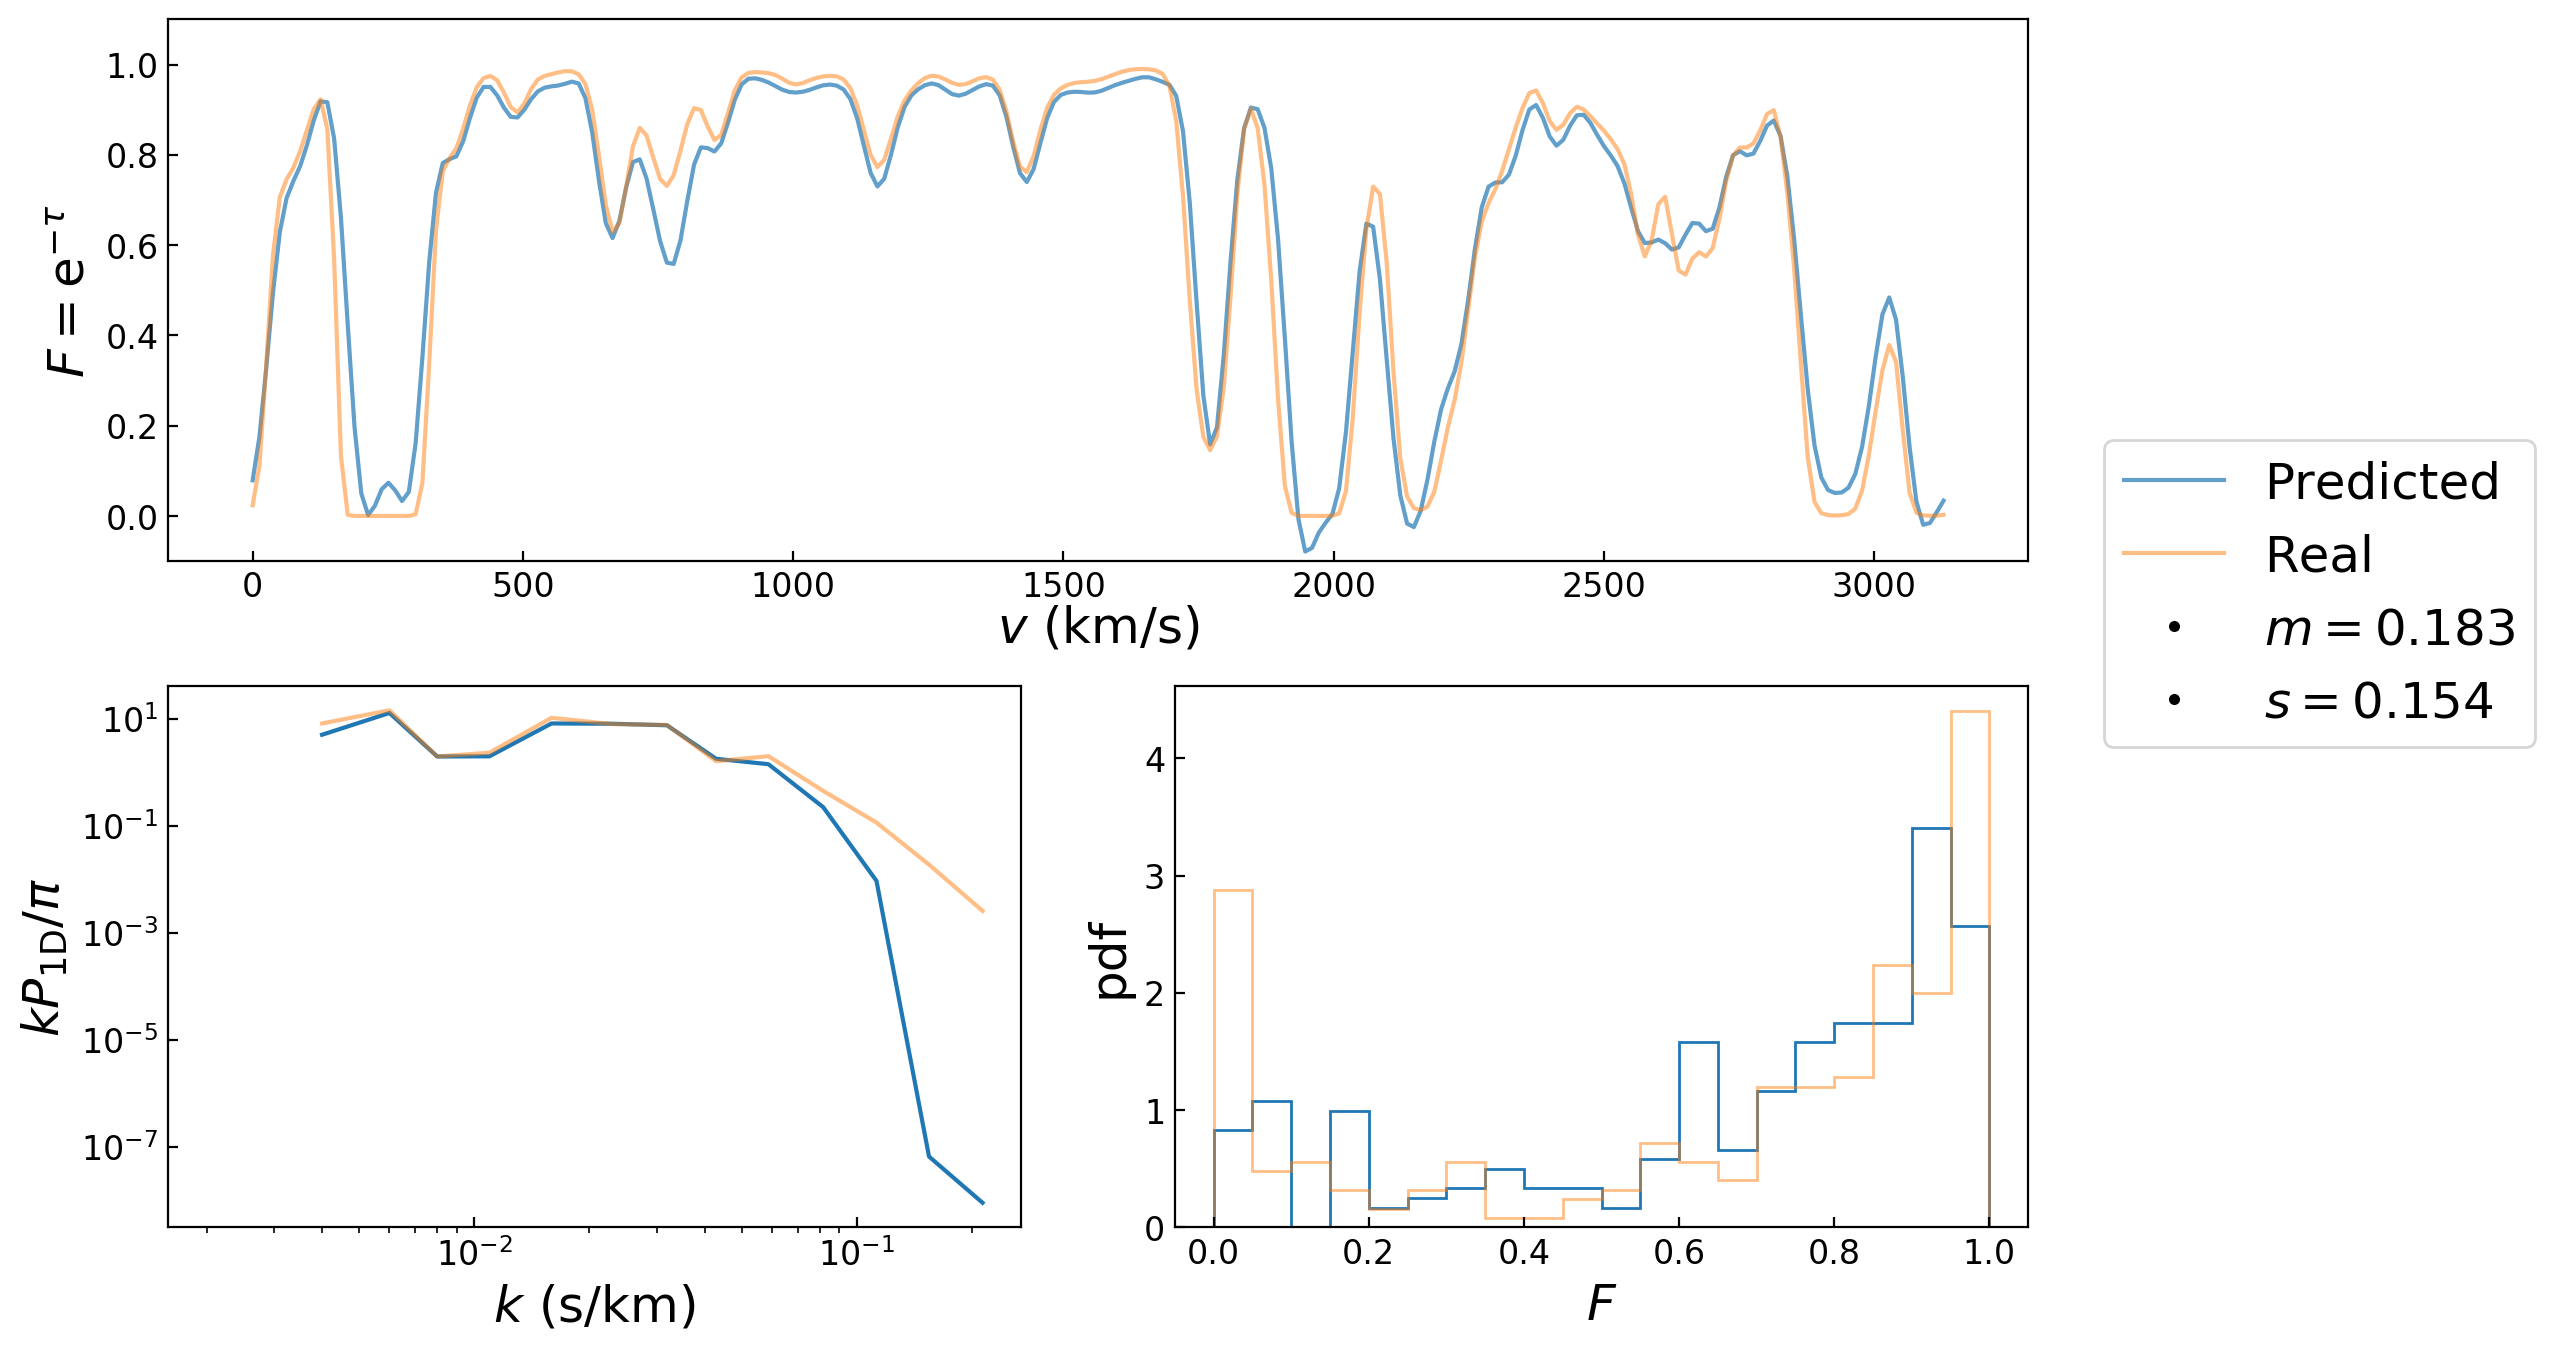 F = e^{−τ}
1.0
0.8
0.6
0.4
0.2
0.0
0 500 1000 1500 2000 2500 3000
v (km/s)
Predicted
Real
m = 0.183
s = 0.154
kP_{1D}/π
10^{1}
10^{−1}
10^{−3}
10^{−5}
10^{−7}
10^{−2} 10^{−1}
k (s/km)
pdf
4
3
2
1
0
0.0 0.2 0.4 0.6 0.8 1.0
F